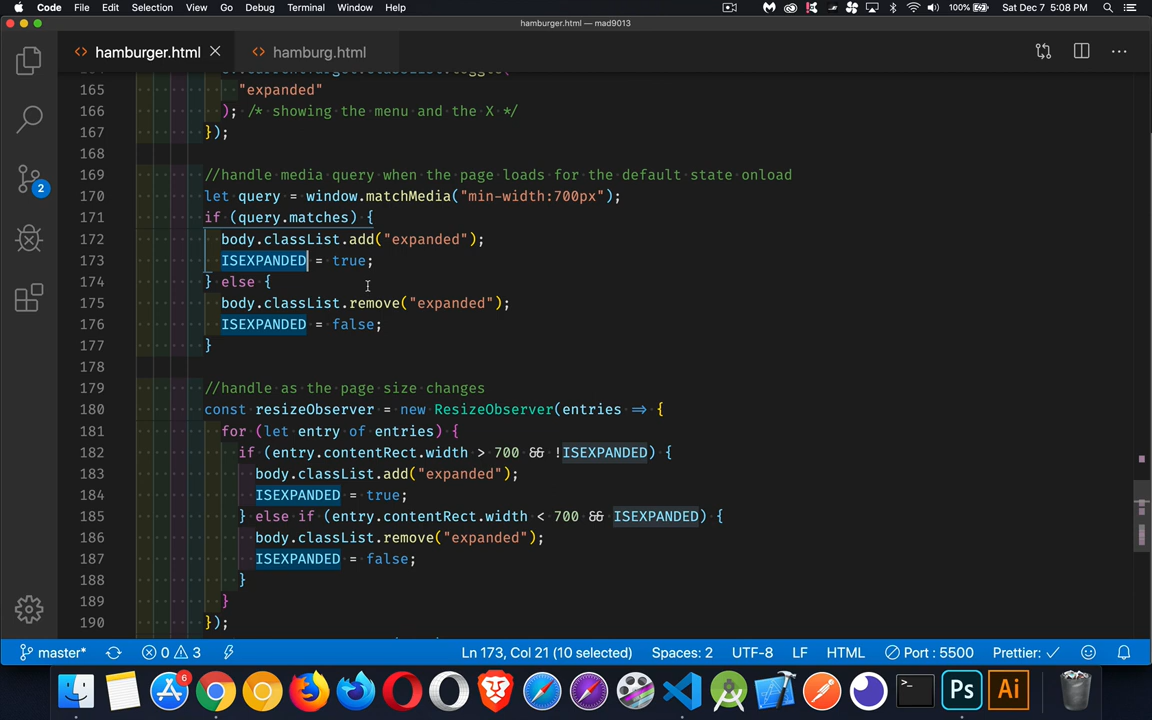 Code File Edit Selection View Go Debug Terminal Window Help 100% Sat Dec 7 5:08 PM
hamburger.html — mad9013
hamburger.html hamburg.html
165 "expanded"
166 ); /* showing the menu and the X */
167 });
168
169 //handle media query when the page loads for the default state onload
170 let query = window.matchMedia("min-width:700px");
171 if (query.matches) {
172 body.classList.add("expanded");
173 ISEXPANDED = true;
174 } else {
175 body.classList.remove("expanded");
176 ISEXPANDED = false;
177 }
178
179 //handle as the page size changes
180 const resizeObserver = new ResizeObserver(entries => {
181 for (let entry of entries) {
182 if (entry.contentRect.width > 700 && !ISEXPANDED) {
183 body.classList.add("expanded");
184 ISEXPANDED = true;
185 } else if (entry.contentRect.width < 700 && ISEXPANDED) {
186 body.classList.remove("expanded");
187 ISEXPANDED = false;
188 }
189 }
190 });
2
master* 0 3 Ln 173, Col 21 (10 selected) Spaces: 2 UTF-8 LF HTML Port : 5500 Prettier: ✓
6
>_
Ps
Ai